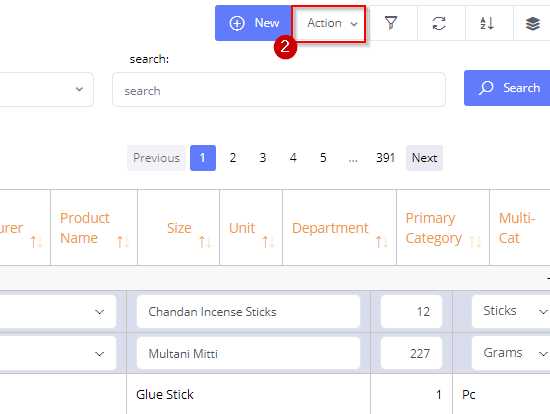 New Action
2
search:
search Search
Previous 1 2 3 4 5 ... 391 Next
urer Product Name Size Unit Department Primary Category Multi-Cat
Chandan Incense Sticks 12 Sticks
Multani Mitti 227 Grams
Glue Stick 1 Pc